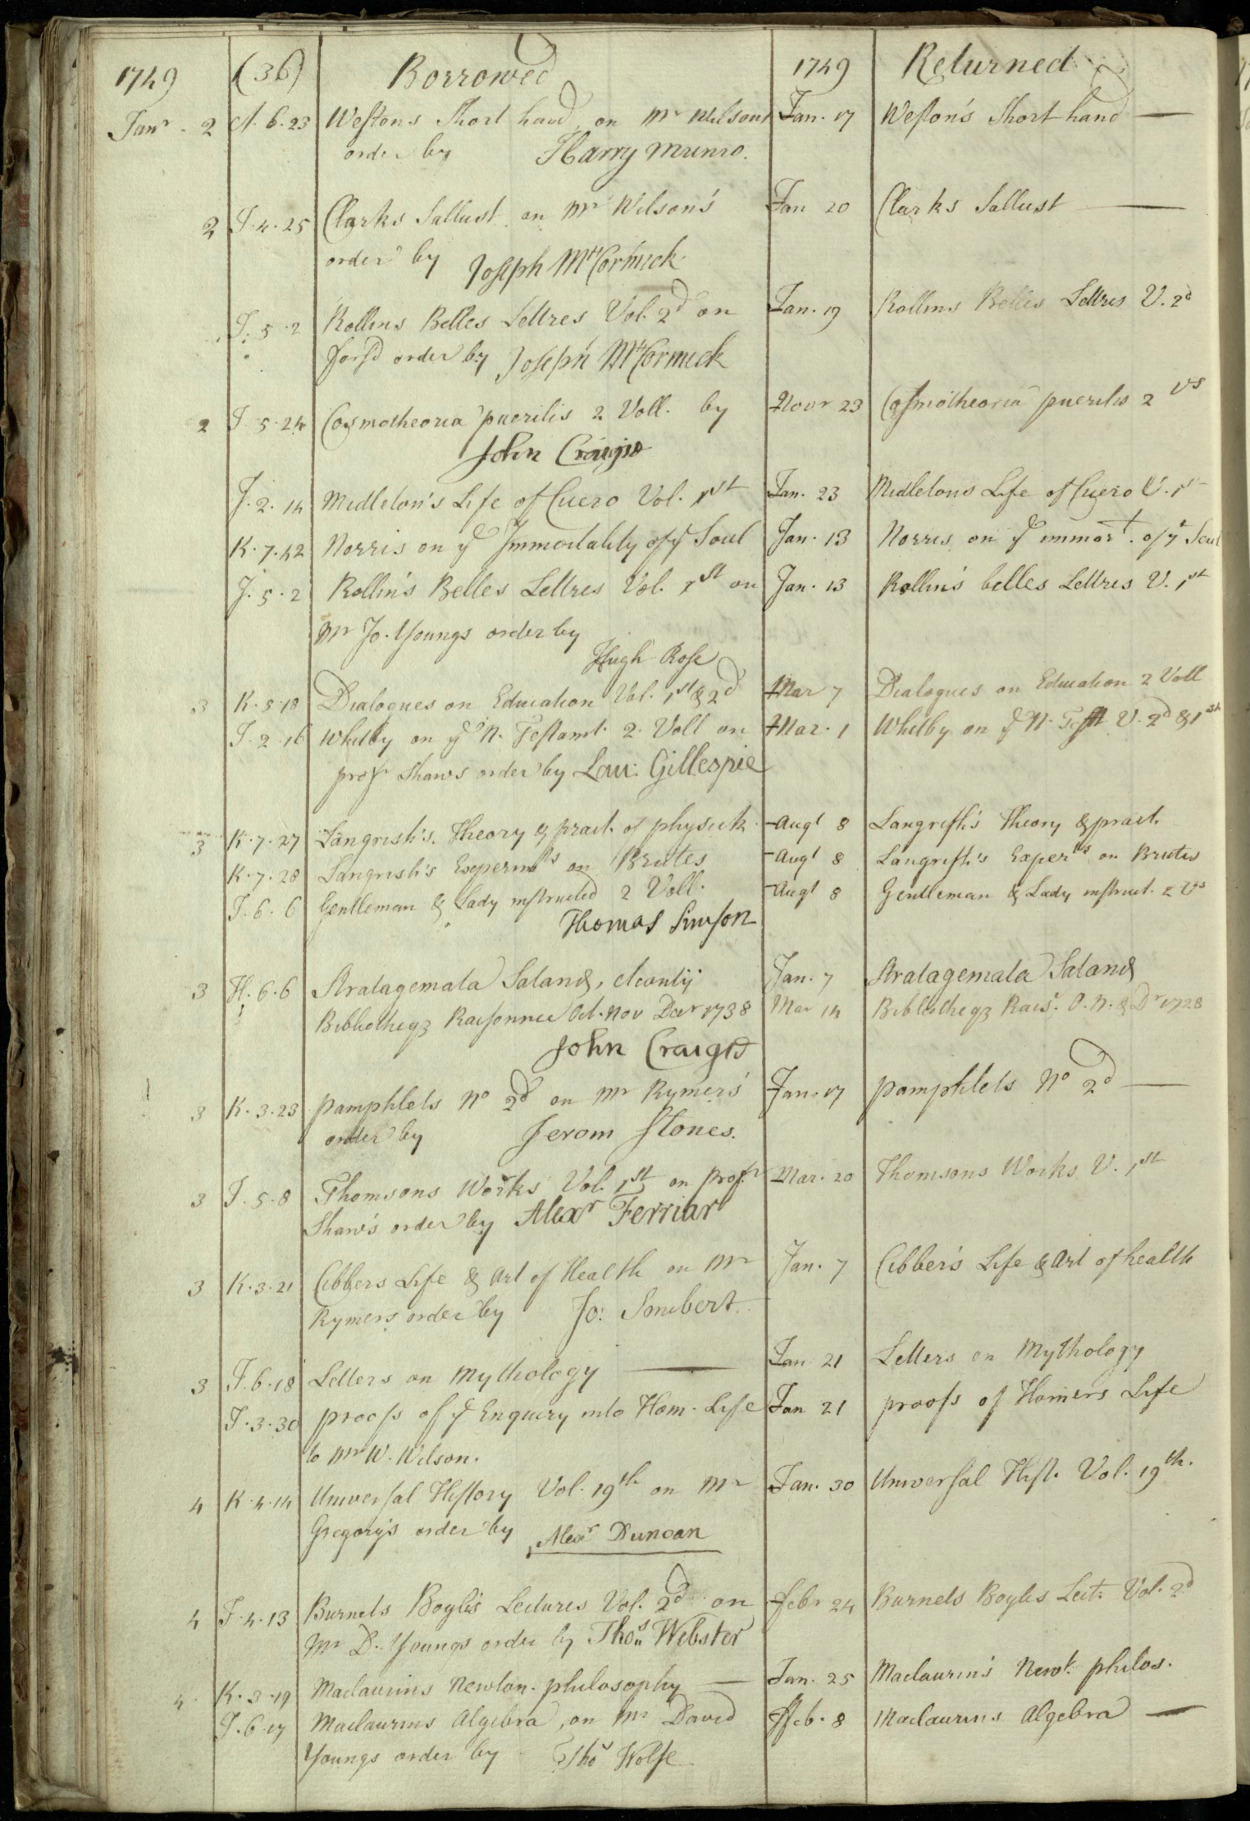 1749 (36) Borrowed 1749 Returned
Janr. 2 A.6.23 Westons Short hand, on Mr Wilsons Jan. 17 Weston's Short hand
order by Harry Munro.
2 J.4.25 Clarks Sallust on Mr Wilson's Jan 20 Clarks Sallust
order by Joseph McCormick
J.5.2 Rollins Belles Lettres Vol. 2d on Jan. 19 Rollins Belles Lettres V. 2d
forsd order by Joseph McCormick
2 J.5.24 Cosmotheoria puerilis 2 Voll. by Novr 23 Cosmotheoria puerilis 2 Vs
John Craigie
J.2.14 Midleton's Life of Cicero Vol. 1st Jan. 23 Midletons Life of Cicero V. 1st
K.7.42 Norris on ye Immortality of ye Soul Jan. 13 Norris on ye immort. of ye Soul
J.5.2 Rollin's Belles Lettres Vol. 1st on Jan. 13 Rollin's belles Lettres V. 1st
Mr Jo. Youngs order by
Hugh Rose
3 K.5.18 Dialogues on Education Vol. 1st & 2d Mar 7 Dialogues on Education 2 Voll
J.2.16 Whitby on ye N. Testamt. 2 Voll on Mar. 1 Whitby on ye N. Test V. 2d & 1st
profr Shaws order by Lau: Gillespie
3 K.7.27 Langrish's Theory & pract. of physick Augt 8 Langrish's Theory & pract.
K.7.28 Langrish's Experimts on Brutes Augt 8 Langrish's Experts on Brutes
J.6.6 Gentleman & Lady instructed 2 Voll. Augt 8 Gentleman & Lady instruct. 2 Vs
Thomas Simson
3 H.6.6 Stratagemata Satanæ, Jan. 7 Stratagemata Satanæ
Biblioth Raisonnee Oct. Nov Decr 1738 Mar 14 Biblioth Rais. O. N. & Dr 1728
John Craigie
3 K.3.23 pamphlets No 2d on Mr Rymer's Jan. 17 pamphlets No 2d
order by Jerom Stones.
3 J.5.8 Thomsons Works Vol. 1st on profr Mar. 20 Thomsons Works V. 1st
Shaw's order by Alexr Ferriar
3 K.3.21 Cibbers Life & Art of Health on Mr Jan. 7 Cibber's Life & Art of health
Rymers order by Jo:
3 J.6.18 Letters on Mythology Jan 21 Letters on Mythology
J.3.30 proofs of ye Enquiry into Hom. Life Jan 21 proofs of Homers Life
to Mr W. Wilson.
4 K.4.14 Universal History Vol. 19th on Mr Jan. 30 Universal Hist. Vol. 19th.
Gregory's order by Alexr Duncan
4 J.4.13 Burnets Boyle's Lectures Vol. 2d on Febr 24 Burnets Boyles Lect. Vol. 2d
Mr D. Youngs order by Thos Webster
4 K.3.19 Maclaurins Newton. philosophy Jan. 25 Maclaurin's Newt. philos.
J.6.17 Maclaurins Algebra, on Mr David Feb. 8 Maclaurins Algebra
Youngs order by Thos Wolfe